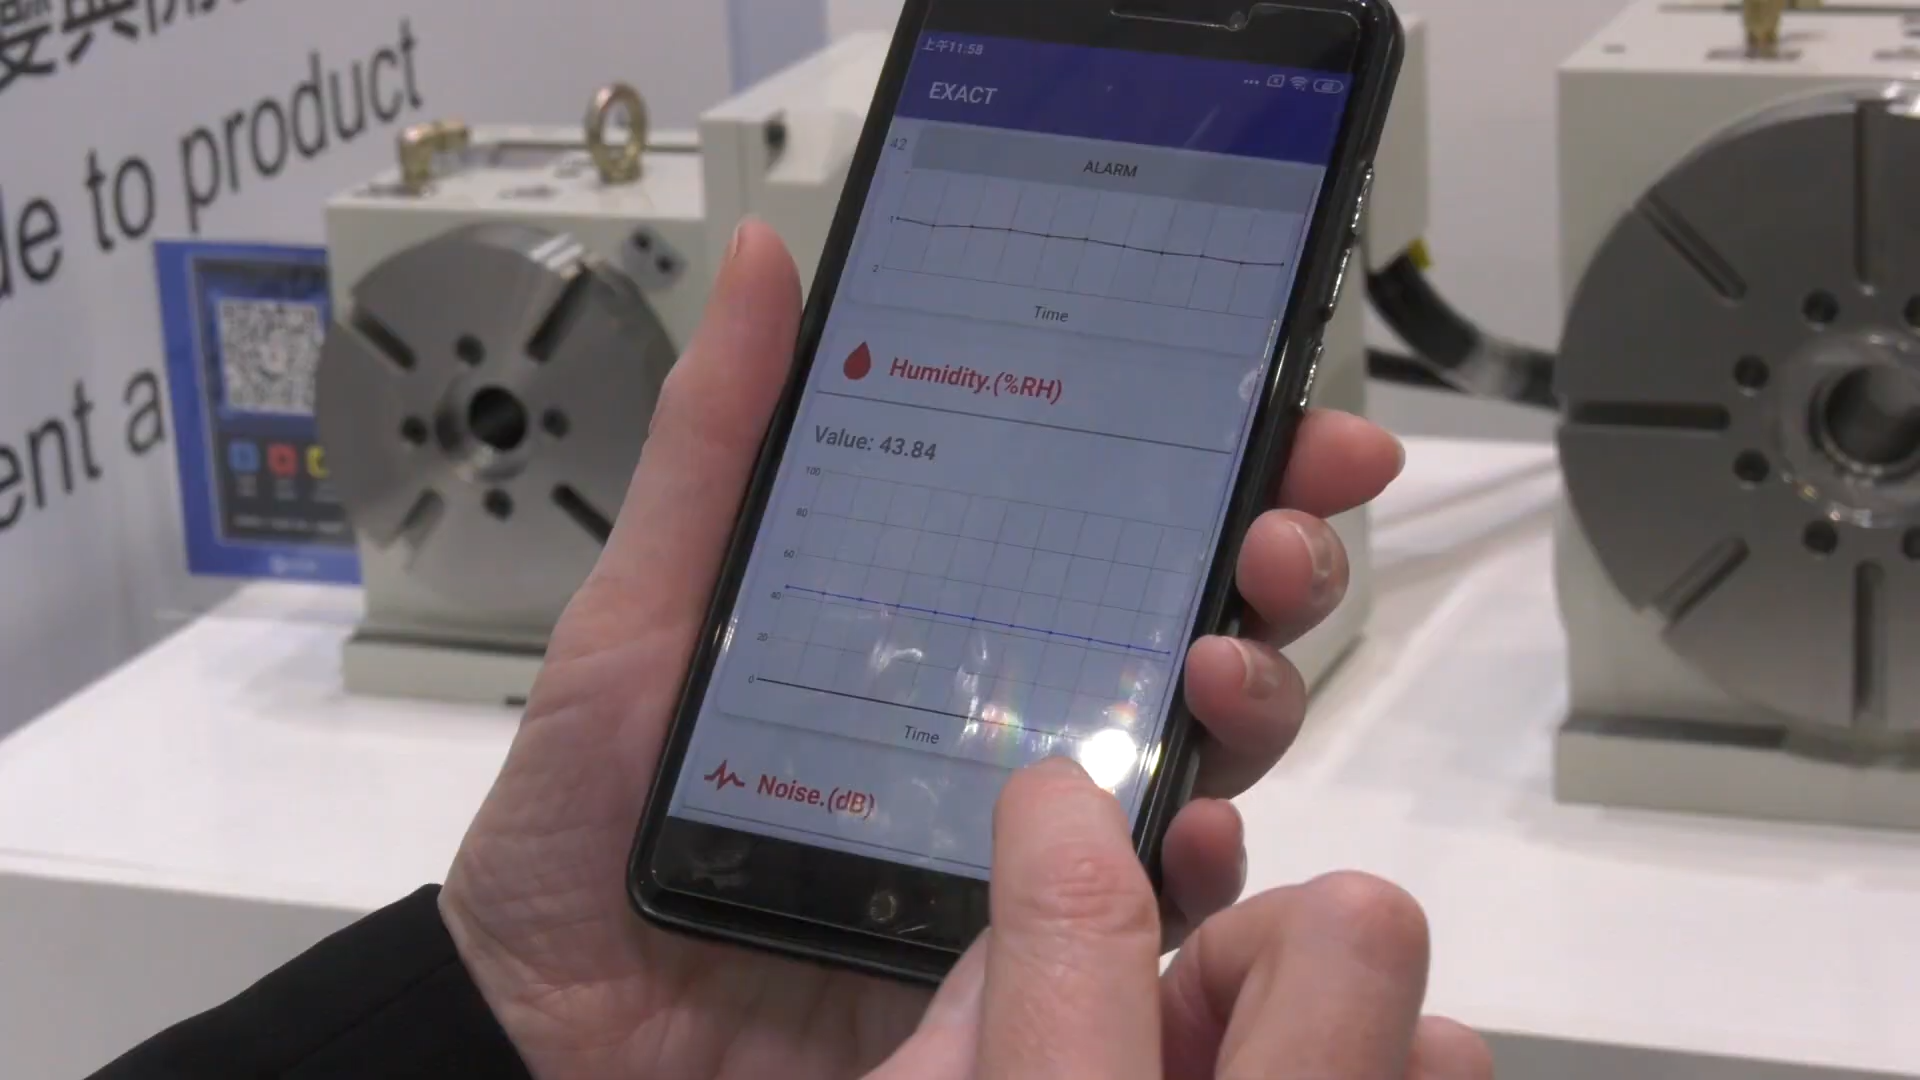 de to product
ent a
上午11:58
EXACT
42
ALARM
1
2
Time
Humidity.(%RH)
Value: 43.84
100
80
60
40
20
0
Time
Noise.(dB)